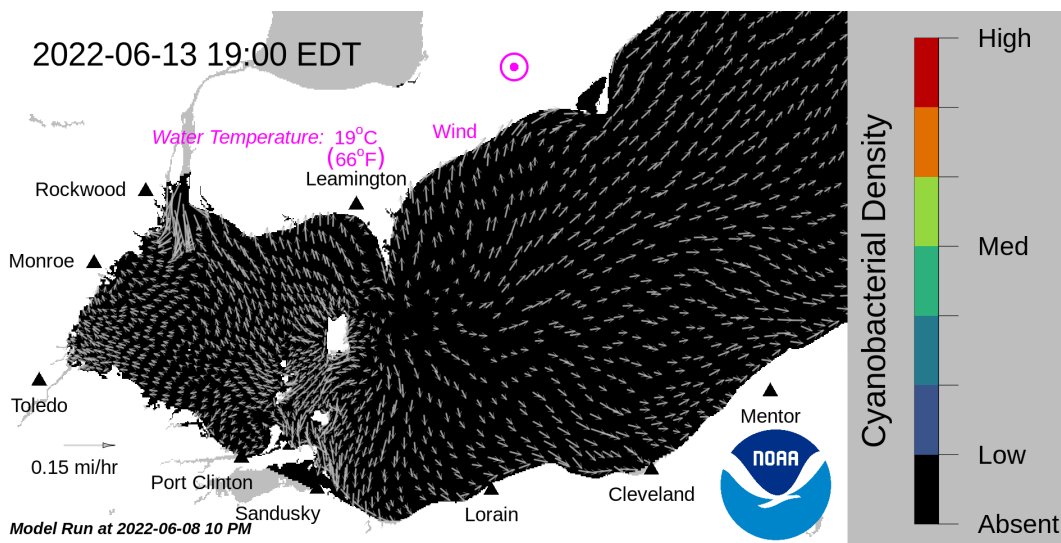 2022-06-13 19:00 EDT
High
Wind
Water Temperature: 19°C
(66°F)
Leamington
Rockwood
Monroe
Med
Cyanobacterial Density
Toledo
Mentor
0.15 mi/hr
NOAA
Low
Port Clinton
Cleveland
Sandusky
Lorain
Model Run at 2022-06-08 10 PM
Absent